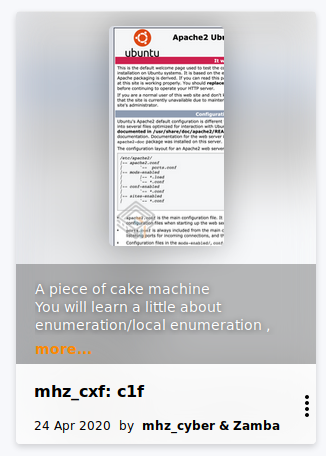 ubuntu
Apache2 Ubu
It w
This is the default welcome page used to test the co
installation on Ubuntu systems. It is based on the e
Apache packaging is derived. If you can read this p
at this site is working properly. You should replace
before continuing to operate your HTTP server.
If you are a normal user of this web site and don't k
that the site is currently unavailable due to mainten
site's administrator.
Configurati
Ubuntu's Apache2 default configuration is different
into several files optimized for interaction with Ubu
documented in /usr/share/doc/apache2/REA
documentation. Documentation for the web server
apache2-doc package was installed on this server.
The configuration layout for an Apache2 web server
/etc/apache2/
|-- apache2.conf
| `-- ports.conf
|-- mods-enabled
| |-- *.load
| `-- *.conf
|-- conf-enabled
| `-- *.conf
|-- sites-enabled
| `-- *.conf
apache2.conf is the main configuration file. It
configuration files when starting up the web ser
ports.conf is always included from the main c
listening ports for incoming connections, and th
Configuration files in the mods-enabled/, conf
A piece of cake machine
You will learn a little about
enumeration/local enumeration ,
more...
mhz_cxf: c1f
24 Apr 2020 by mhz_cyber & Zamba